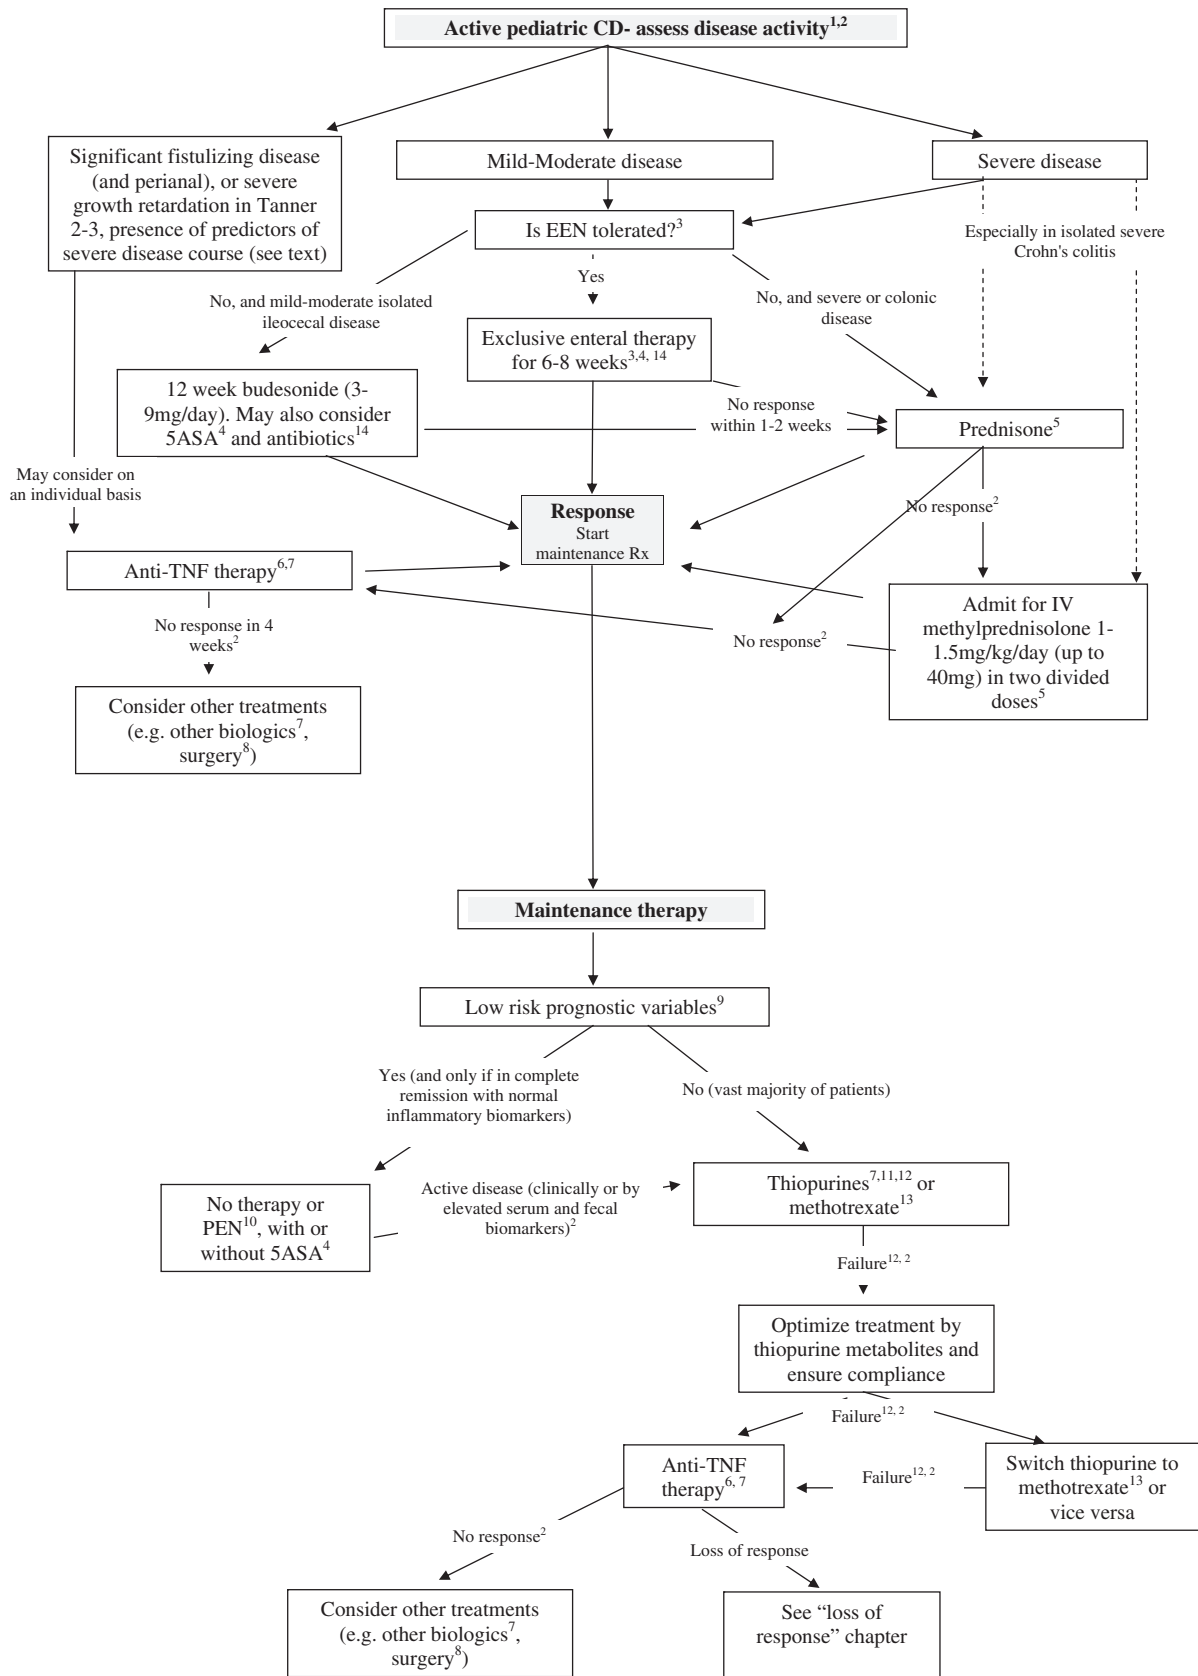 Active pediatric CD- assess disease activity1,2
Significant fistulizing disease
(and perianal), or severe
growth retardation in Tanner
2-3, presence of predictors of
severe disease course (see text)
Mild-Moderate disease
Severe disease
Is EEN tolerated?3
Especially in isolated severe
Crohn's colitis
Yes
No, and mild-moderate isolated
ileocecal disease
No, and severe or colonic
disease
Exclusive enteral therapy
for 6-8 weeks3,4, 14
12 week budesonide (3-
9mg/day). May also consider
5ASA4 and antibiotics14
No response
within 1-2 weeks
Prednisone5
May consider on
an individual basis
Response
Start
maintenance Rx
No response2
Anti-TNF therapy6,7
No response in 4
weeks2
No response2
Admit for IV
methylprednisolone 1-
1.5mg/kg/day (up to
40mg) in two divided
doses5
Consider other treatments
(e.g. other biologics7,
surgery8)
Maintenance therapy
Low risk prognostic variables9
Yes (and only if in complete
remission with normal
inflammatory biomarkers)
No (vast majority of patients)
No therapy or
PEN10, with or
without 5ASA4
Active disease (clinically or by
elevated serum and fecal
biomarkers)2
Thiopurines7,11,12 or
methotrexate13
Failure12, 2
Optimize treatment by
thiopurine metabolites and
ensure compliance
Failure12, 2
Anti-TNF
therapy6, 7
Failure12, 2
Switch thiopurine to
methotrexate13 or
vice versa
No response2
Loss of response
Consider other treatments
(e.g. other biologics7,
surgery8)
See “loss of
response” chapter